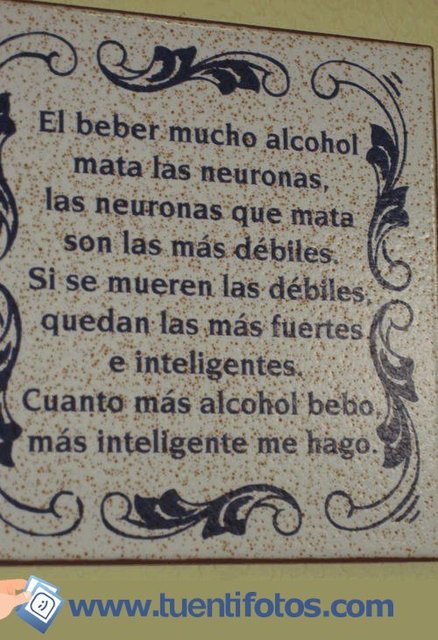 El beber mucho alcohol
mata las neuronas,
las neuronas que mata
son las más débiles.
Si se mueren las débiles,
quedan las más fuertes
e inteligentes.
Cuanto más alcohol bebo,
más inteligente me hago.
www.tuentifotos.com